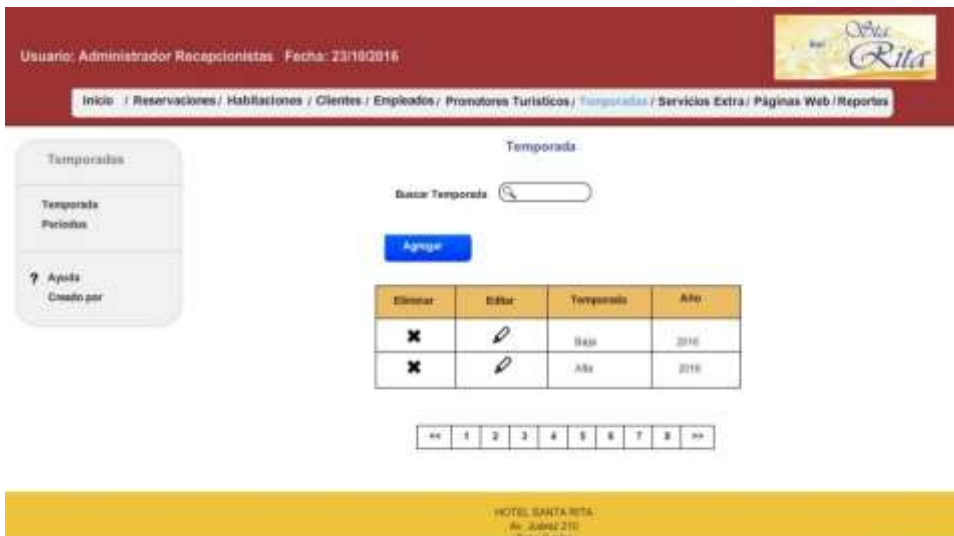 Usuario: Administrador Recepcionistas Fecha: 23/10/2016
Sta
Rita
Inicio / Reservaciones / Habitaciones / Clientes / Empleados / Promotores Turísticos / Temporadas / Servicios Extra / Páginas Web / Reportes
Temporadas
Temporada
Periodos
? Ayuda
Creado por
Temporada
Buscar Temporada
Agregar
Eliminar Editar Temporada Año
Baja 2016
Alta 2016
<< 1 2 3 4 5 6 7 8 >>
HOTEL SANTA RITA
Av. Juárez 210